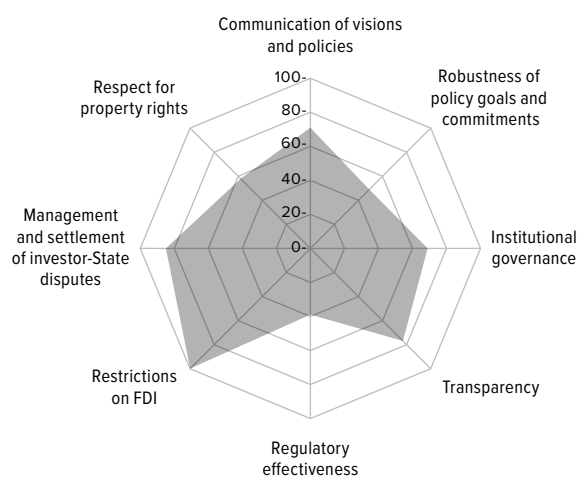 Communication of visions
and policies
Robustness of
policy goals and
commitments
Institutional
governance
Transparency
Regulatory
effectiveness
Restrictions
on FDI
Management
and settlement
of investor-State
disputes
Respect for
property rights
100-
80-
60-
40-
20-
0-